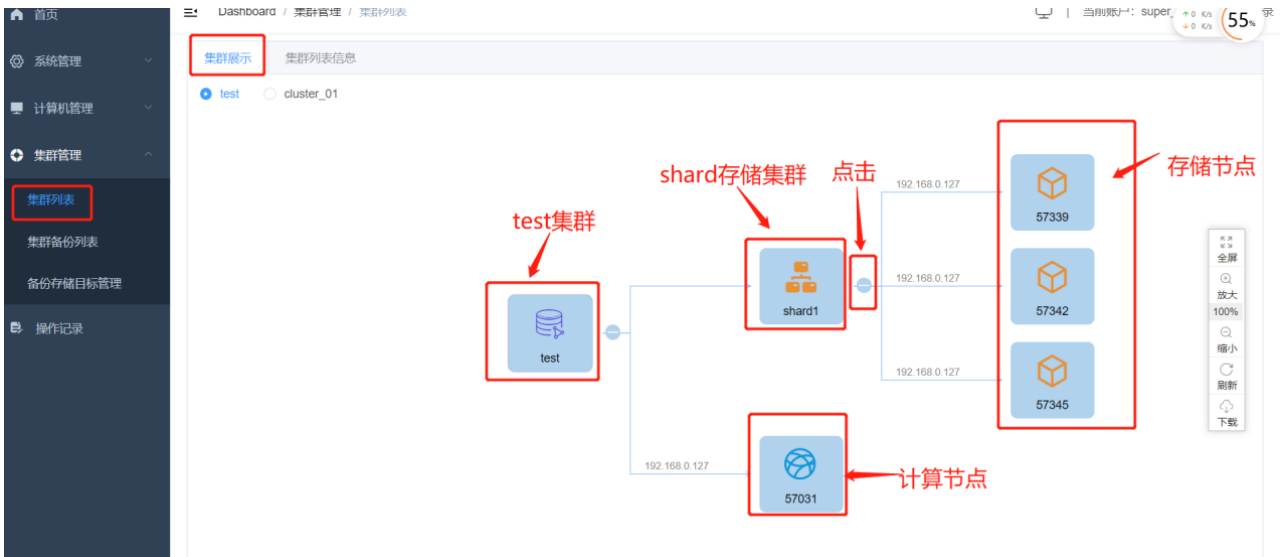 首页
Dashboard / 集群管理 / 集群列表
当前账户: super_
录
↑0 K/s
↓0 K/s
55%
系统管理
计算机管理
集群管理
集群列表
集群备份列表
备份存储目标管理
操作记录
集群展示
集群列表信息
test
cluster_01
test集群
test
shard存储集群
shard1
点击
192.168.0.127
57339
192.168.0.127
57342
192.168.0.127
57345
存储节点
192.168.0.127
57031
计算节点
全屏
放大
100%
缩小
刷新
下载